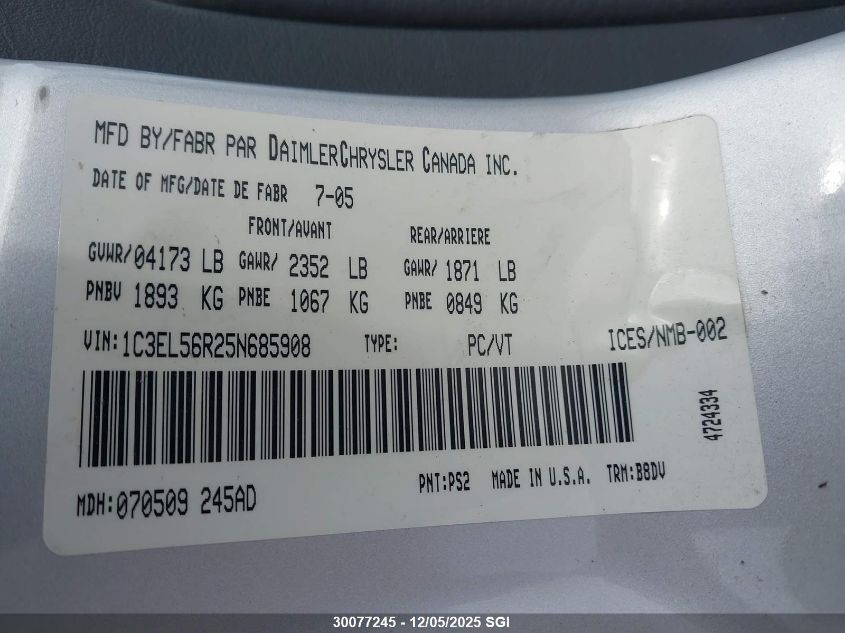 MFD BY/FABR PAR DAIMLERCHRYSLER CANADA INC.
DATE OF MFG/DATE DE FABR 7-05
FRONT/AVANT REAR/ARRIERE
GVWR/04173 LB GAWR/ 2352 LB GAWR/ 1871 LB
PNBV 1893 KG PNBE 1067 KG PNBE 0849 KG
VIN:1C3EL56R25N685908 TYPE: PC/VT ICES/NMB-002
4724334
MDH:070509 245AD PNT:PS2 MADE IN U.S.A. TRM:B8DV
30077245 - 12/05/2025 SGI